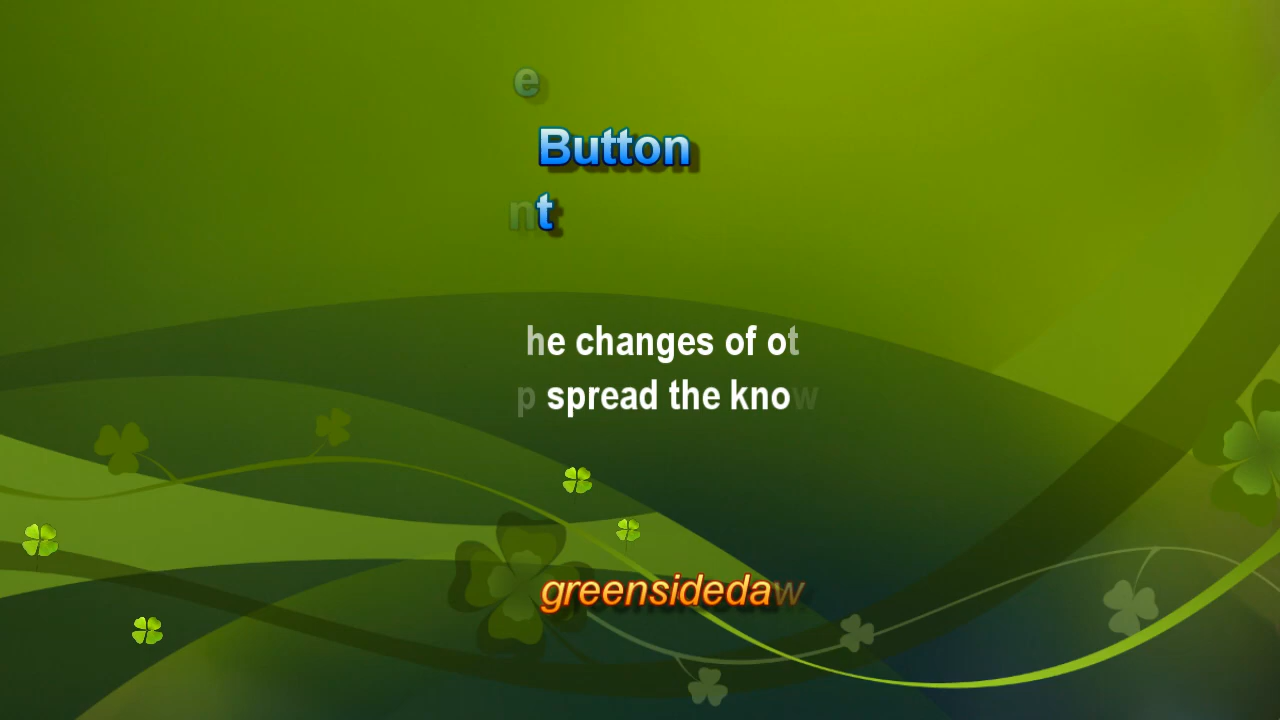 e
Button
nt
he changes of ot
p spread the know
greensidedaw